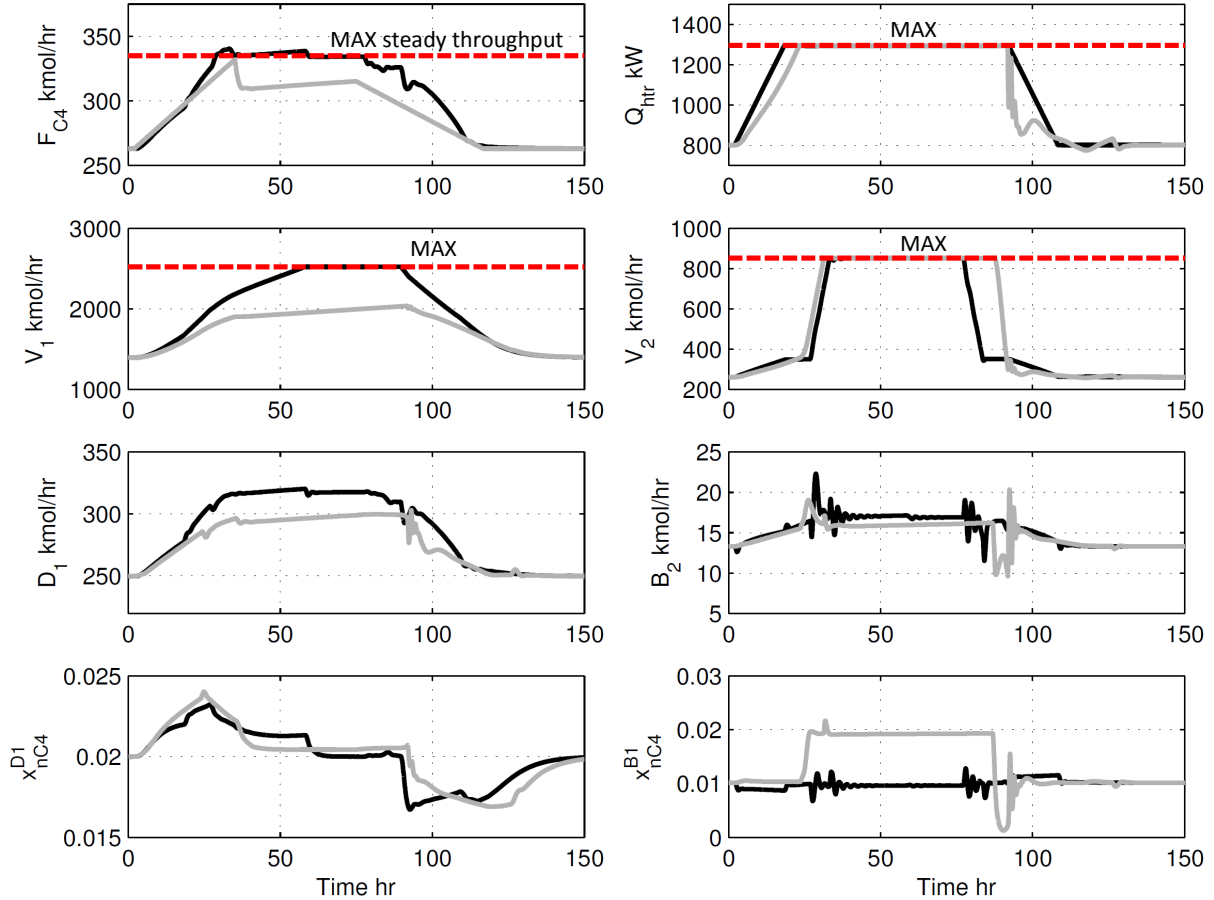 350
300
250
F_C4 kmol/hr
MAX steady throughput
0 50 100 150
1400
1200
1000
800
Q_htr kW
MAX
0 50 100 150
3000
2000
1000
V_1 kmol/hr
MAX
0 50 100 150
1000
800
600
400
200
V_2 kmol/hr
MAX
0 50 100 150
350
300
250
D_1 kmol/hr
0 50 100 150
25
20
15
10
5
B_2 kmol/hr
0 50 100 150
0.025
0.02
0.015
x^D1_nC4
0 50 100 150
Time hr
0.03
0.02
0.01
0
x^B1_nC4
0 50 100 150
Time hr